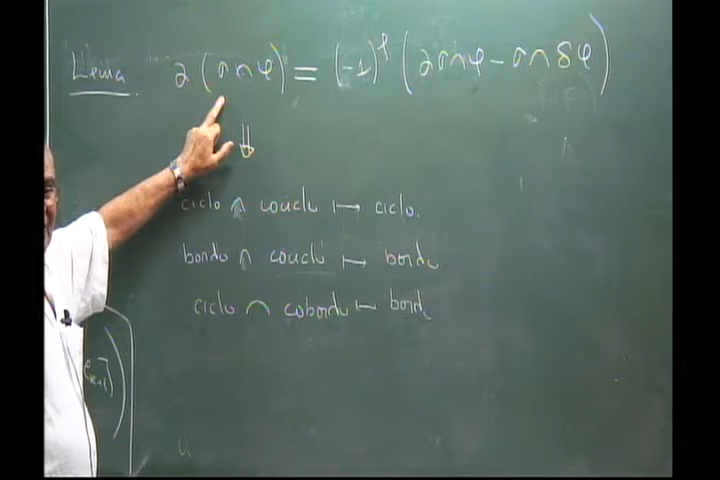 Lema ∂(σ∩φ) = (-1)^p (∂σ∩φ - σ∩δφ)
⇓
ciclo ∩ cociclo ↦ ciclo.
bordo ∩ cociclo ↦ bordo
ciclo ∩ cobordo ↦ bordo